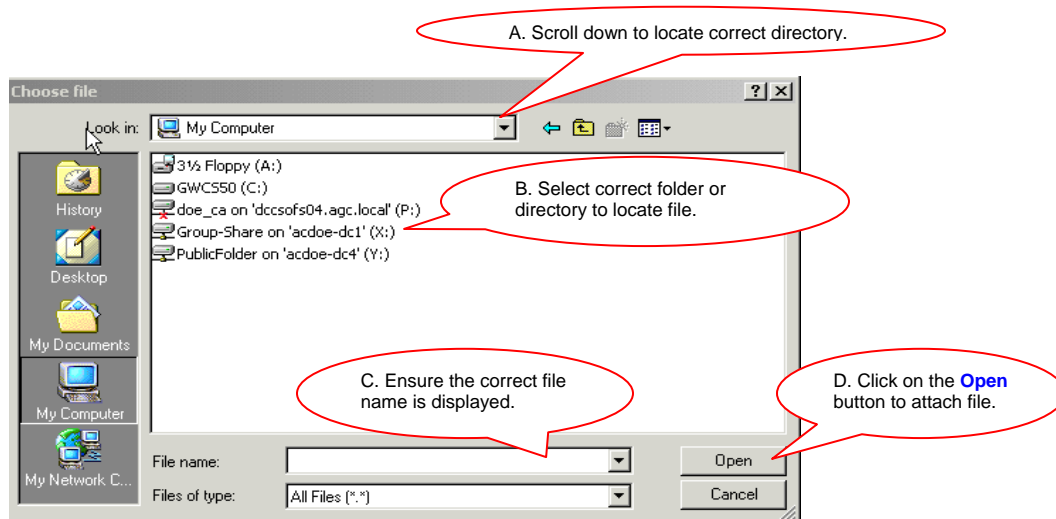 A. Scroll down to locate correct directory.
Choose file
Look in:
My Computer
3½ Floppy (A:)
GWCS50 (C:)
doe_ca on 'dccsofs04.agc.local' (P:)
Group-Share on 'acdoe-dc1' (X:)
PublicFolder on 'acdoe-dc4' (Y:)
B. Select correct folder or
directory to locate file.
History
Desktop
My Documents
My Computer
My Network C...
C. Ensure the correct file
name is displayed.
D. Click on the Open
button to attach file.
File name:
Open
Files of type:
All Files (*.*)
Cancel